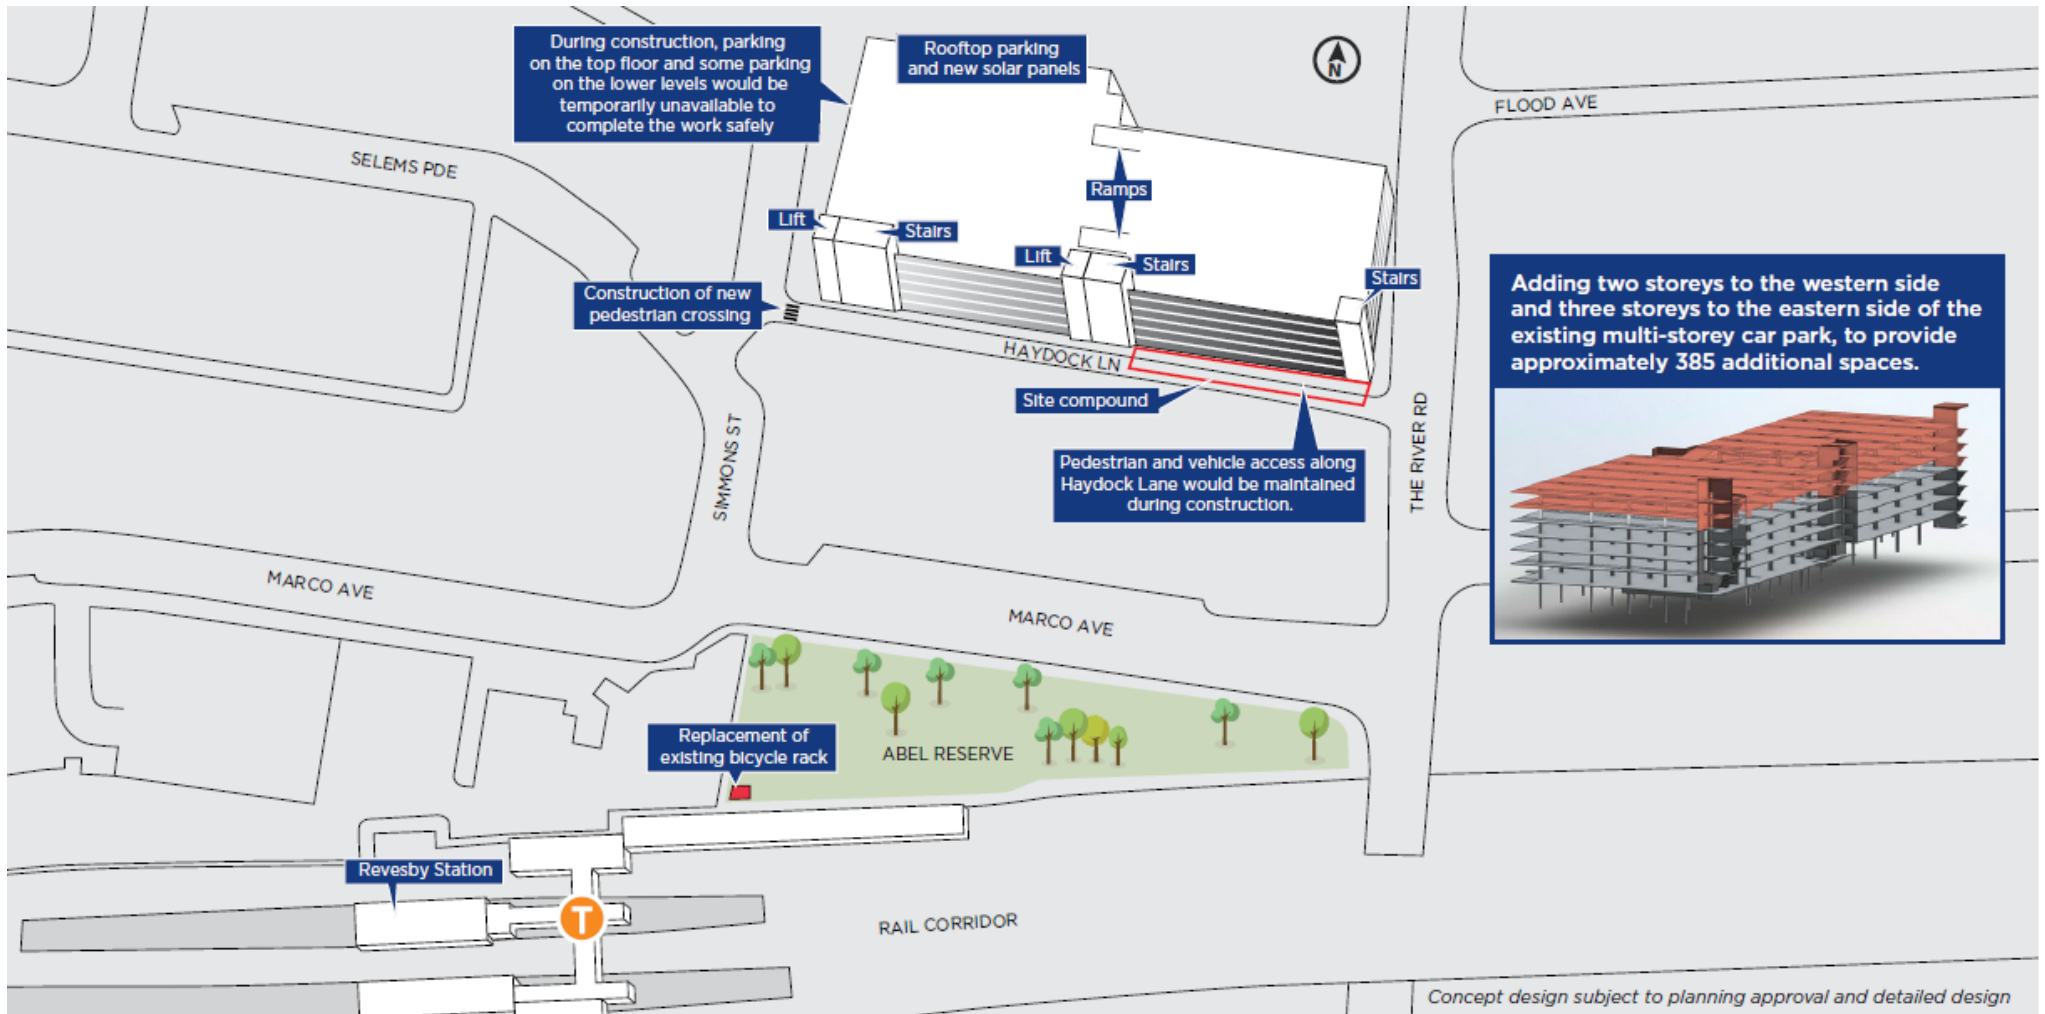 During construction, parking
on the top floor and some parking
on the lower levels would be
temporarily unavailable to
complete the work safely
Rooftop parking
and new solar panels
N
FLOOD AVE
SELEMS PDE
Ramps
Lift
Stairs
Lift
Stairs
Stairs
Construction of new
pedestrian crossing
Adding two storeys to the western side
and three storeys to the eastern side of the
existing multi-storey car park, to provide
approximately 385 additional spaces.
HAYDOCK LN
Site compound
SIMMONS ST
THE RIVER RD
Pedestrian and vehicle access along
Haydock Lane would be maintained
during construction.
MARCO AVE
MARCO AVE
Replacement of
existing bicycle rack
ABEL RESERVE
Revesby Station
T
RAIL CORRIDOR
Concept design subject to planning approval and detailed design